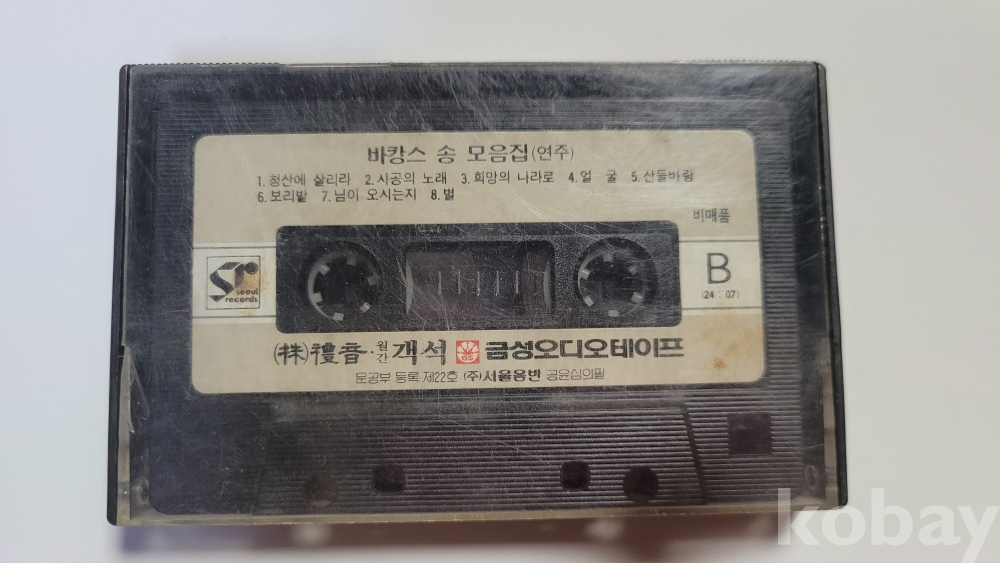 바캉스 송 모음집(연주)
1. 청산에 살리라 2. 시공의 노래 3. 희망의 나라로 4. 얼 굴 5. 산들바람
6. 보리밭 7. 님이 오시는지 8. 별
비매품
Sr
seoul
records
B
(24 : 07)
(株)禮音·월간 객석 GS 금성오디오테이프
문공부 등록 제22호 (주)서울음반 공윤심의필
kobay